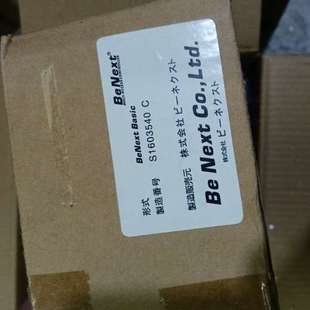 BeNext
形式 BeNext Basic
製造番号 S1603540 C
製造販売元 株式会社 ビーネクスト
Be Next Co.,Ltd.
株式会社 ビーネクスト